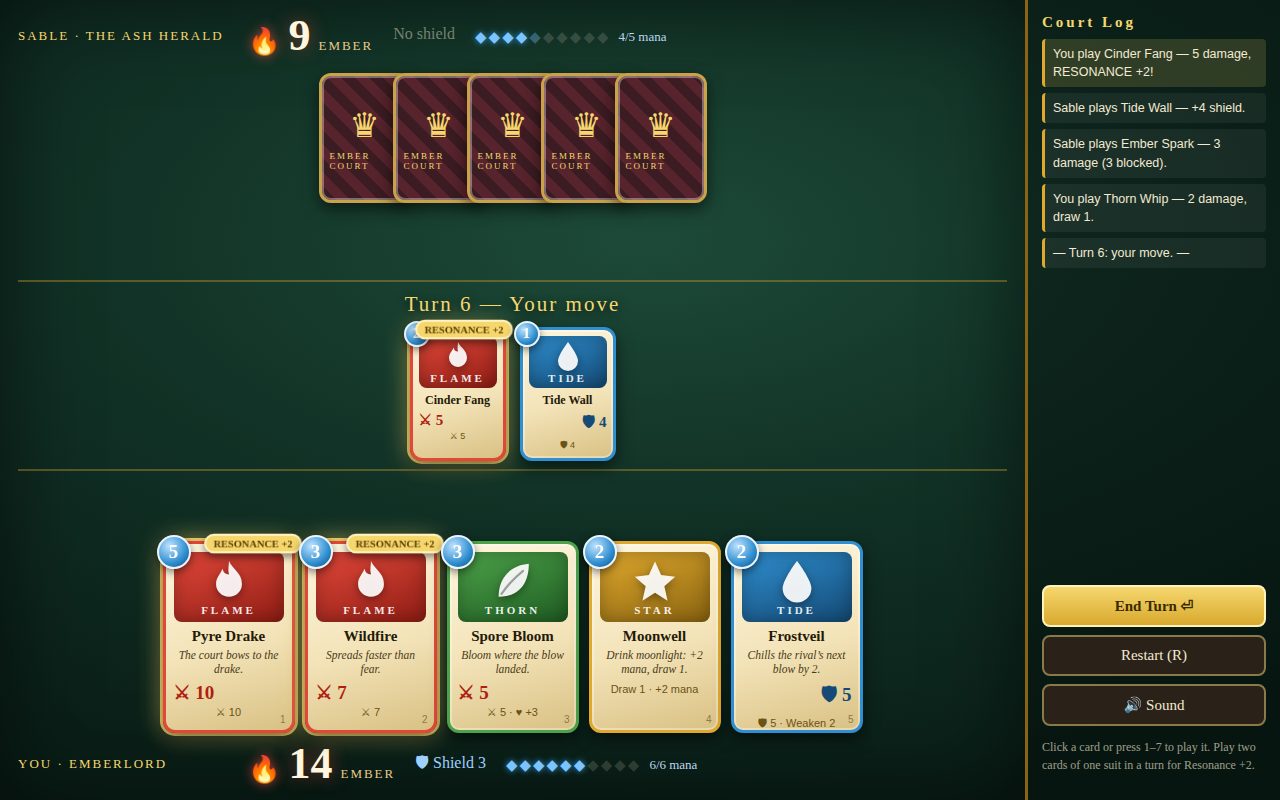 SABLE · THE ASH HERALD
9 EMBER
No shield
4/5 mana
EMBER COURT
EMBER COURT
EMBER COURT
EMBER COURT
EMBER COURT
Turn 6 — Your move
RESONANCE +2
FLAME
Cinder Fang
⚔ 5
⚔ 5
1
TIDE
Tide Wall
4
4
5
RESONANCE +2
FLAME
Pyre Drake
The court bows to the
drake.
⚔ 10
⚔ 10
1
3
RESONANCE +2
FLAME
Wildfire
Spreads faster than
fear.
⚔ 7
⚔ 7
2
3
THORN
Spore Bloom
Bloom where the blow
landed.
⚔ 5
⚔ 5 · ♥ +3
3
2
STAR
Moonwell
Drink moonlight: +2
mana, draw 1.
Draw 1 · +2 mana
4
2
TIDE
Frostveil
Chills the rival’s next
blow by 2.
5
5 · Weaken 2
5
YOU · EMBERLORD
14 EMBER
Shield 3
6/6 mana
Court Log
You play Cinder Fang — 5 damage,
RESONANCE +2!
Sable plays Tide Wall — +4 shield.
Sable plays Ember Spark — 3
damage (3 blocked).
You play Thorn Whip — 2 damage,
draw 1.
— Turn 6: your move. —
End Turn ⏎
Restart (R)
🔊 Sound
Click a card or press 1–7 to play it. Play two
cards of one suit in a turn for Resonance +2.